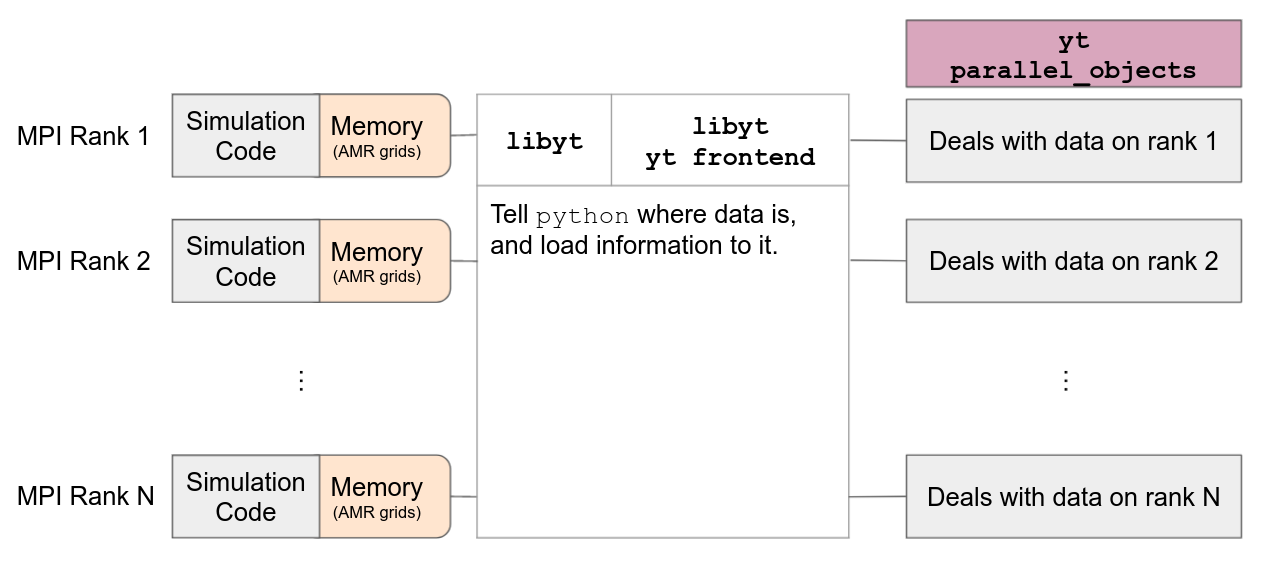 yt
parallel_objects
MPI Rank 1
Simulation
Code
Memory
(AMR grids)
libyt
libyt
yt frontend
Deals with data on rank 1
Tell python where data is,
and load information to it.
MPI Rank 2
Simulation
Code
Memory
(AMR grids)
Deals with data on rank 2
⋮
⋮
MPI Rank N
Simulation
Code
Memory
(AMR grids)
Deals with data on rank N